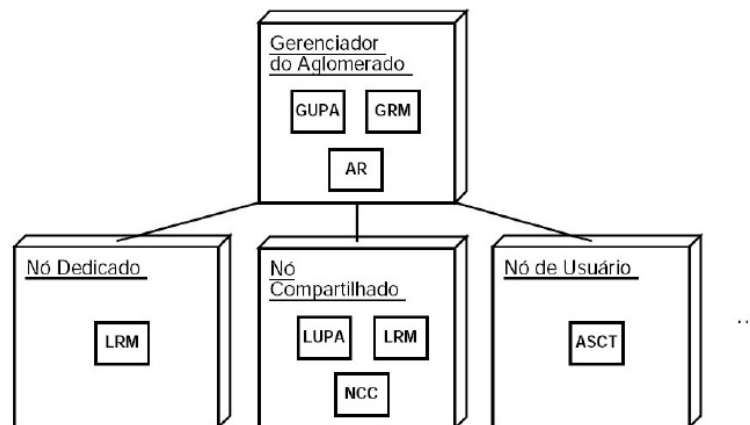 Gerenciador
do Aglomerado
GUPA GRM
AR
Nó Dedicado
LRM
Nó
Compartilhado
LUPA LRM
NCC
Nó de Usuário
ASCT
..